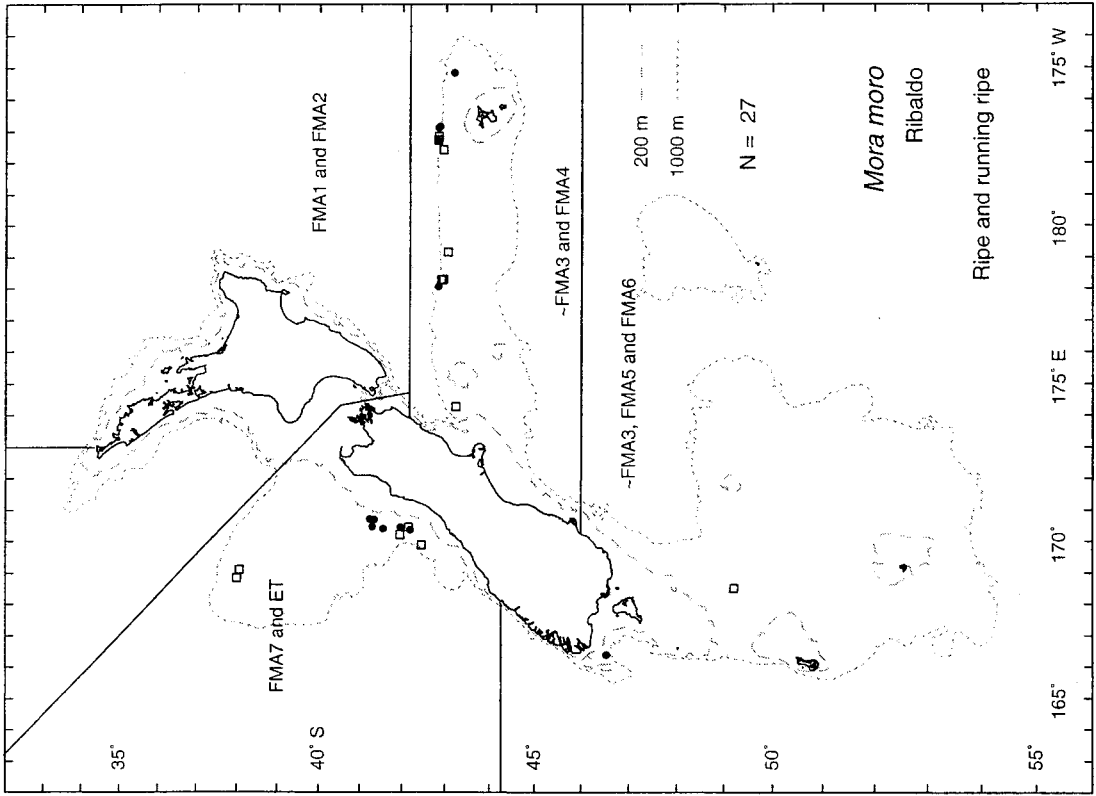 FMA1 and FMA2
FMA7 and ET
~FMA3 and FMA4
~FMA3, FMA5 and FMA6
200 m
1000 m
N = 27
Mora moro
Ribaldo
Ripe and running ripe
35°
40° S
45°
50°
55°
165°
170°
175° E
180°
175° W